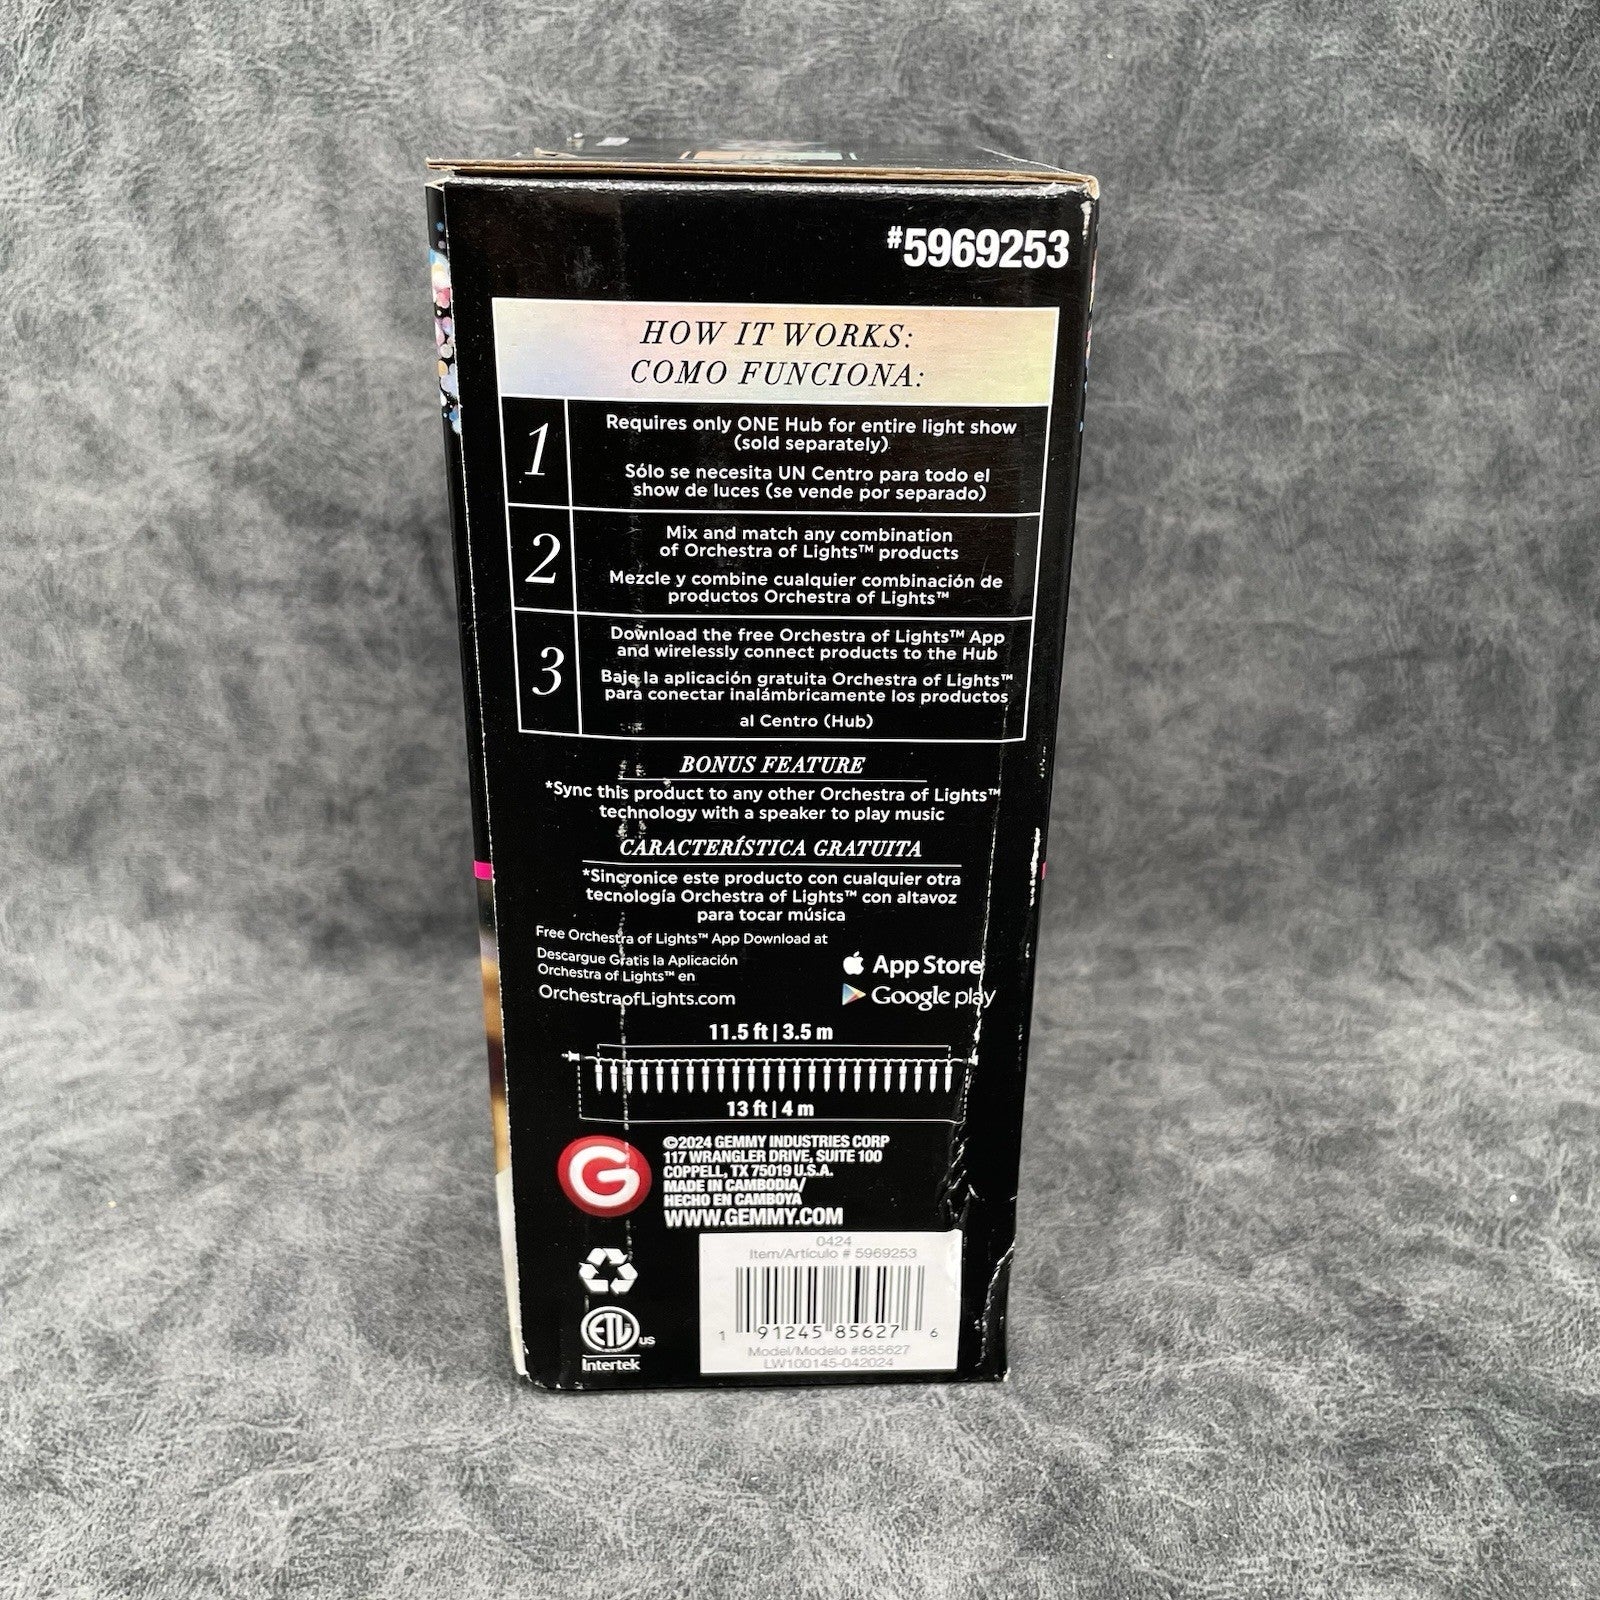 #5969253
HOW IT WORKS:
COMO FUNCIONA:
1
Requires only ONE Hub for entire light show
(sold separately)
Sólo se necesita UN Centro para todo el
show de luces (se vende por separado)
2
Mix and match any combination
of Orchestra of Lights™ products
Mezcle y combine cualquier combinación de
productos Orchestra of Lights™
3
Download the free Orchestra of Lights™ App
and wirelessly connect products to the Hub
Baje la aplicación gratuita Orchestra of Lights™
para conectar inalámbricamente los productos
al Centro (Hub)
BONUS FEATURE
*Sync this product to any other Orchestra of Lights™
technology with a speaker to play music
CARACTERÍSTICA GRATUITA
*Sincronice este producto con cualquier otra
tecnología Orchestra of Lights™ con altavoz
para tocar música
Free Orchestra of Lights™ App Download at
Descargue Gratis la Aplicación
Orchestra of Lights™ en
OrchestraofLights.com
App Store
Google play
11.5 ft | 3.5 m
13 ft | 4 m
G
©2024 GEMMY INDUSTRIES CORP
117 WRANGLER DRIVE, SUITE 100
COPPELL, TX 75019 U.S.A.
MADE IN CAMBODIA/
HECHO EN CAMBOYA
WWW.GEMMY.COM
ETL US
Intertek
0424
Item/Artículo # 5969253
1 91245 85627 6
Model/Modelo #885627
LW100145-042024